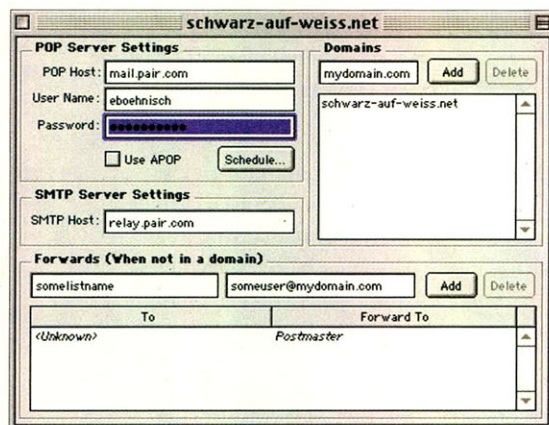 schwarz-auf-weiss.net
POP Server Settings
POP Host: mail.pair.com
User Name: eboehnisch
Password: ●●●●●●●●●●
Use APOP
Schedule...
SMTP Server Settings
SMTP Host: relay.pair.com
Domains
mydomain.com Add Delete
schwarz-auf-weiss.net
Forwards (When not in a domain)
somelistname someuser@mydomain.com Add Delete
To Forward To
<Unknown> Postmaster